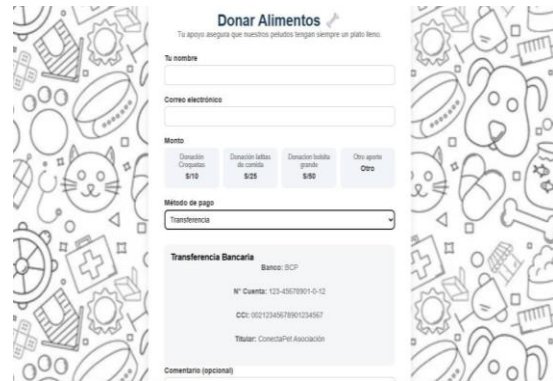 Donar Alimentos
Tu apoyo asegura que nuestros peludos tengan siempre un plato lleno.
Tu nombre
Correo electrónico
Monto
Donación
Croquetas
S/10
Donación latitas
de comida
S/25
Donacion bolsita
grande
S/50
Otro aporte
Otro
Método de pago
Transferencia
Transferencia Bancaria
Banco: BCP
N° Cuenta: 123-45678901-0-12
CCI: 00212345678901234567
Titular: ConectaPet Asociación
Comentario (opcional)